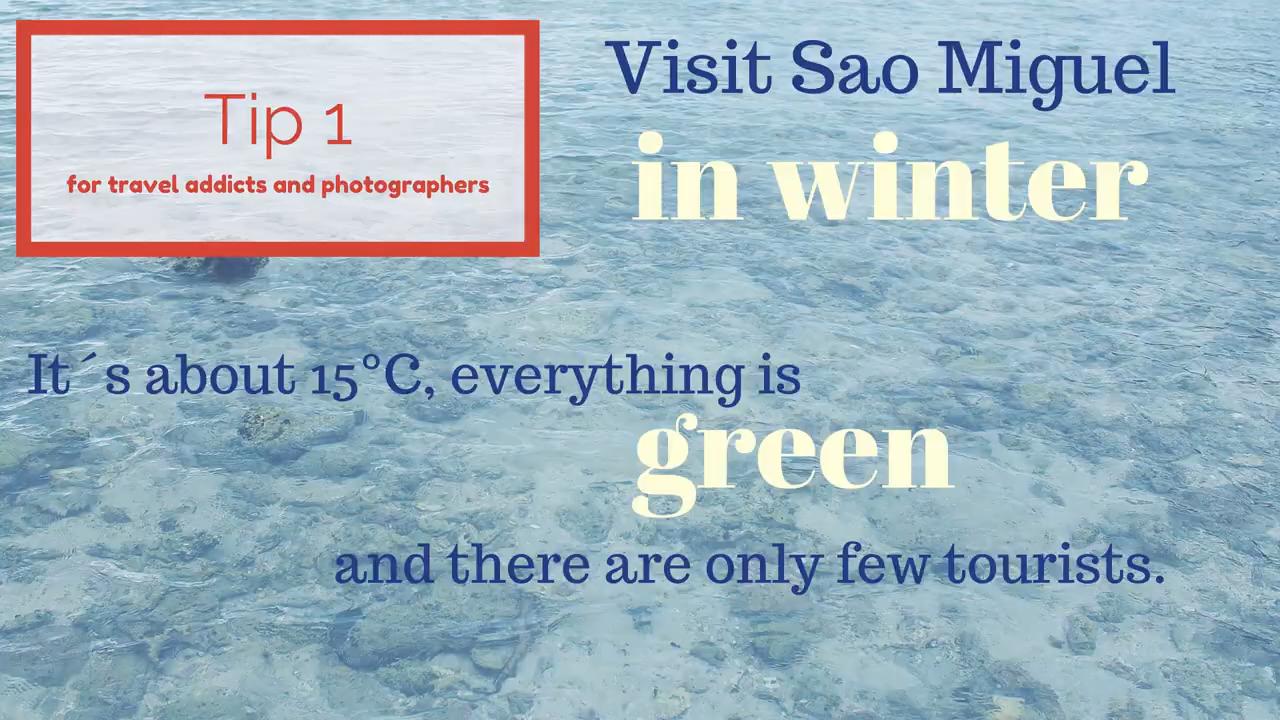 Tip 1
for travel addicts and photographers
Visit Sao Miguel
in winter
It´s about 15°C, everything is
green
and there are only few tourists.